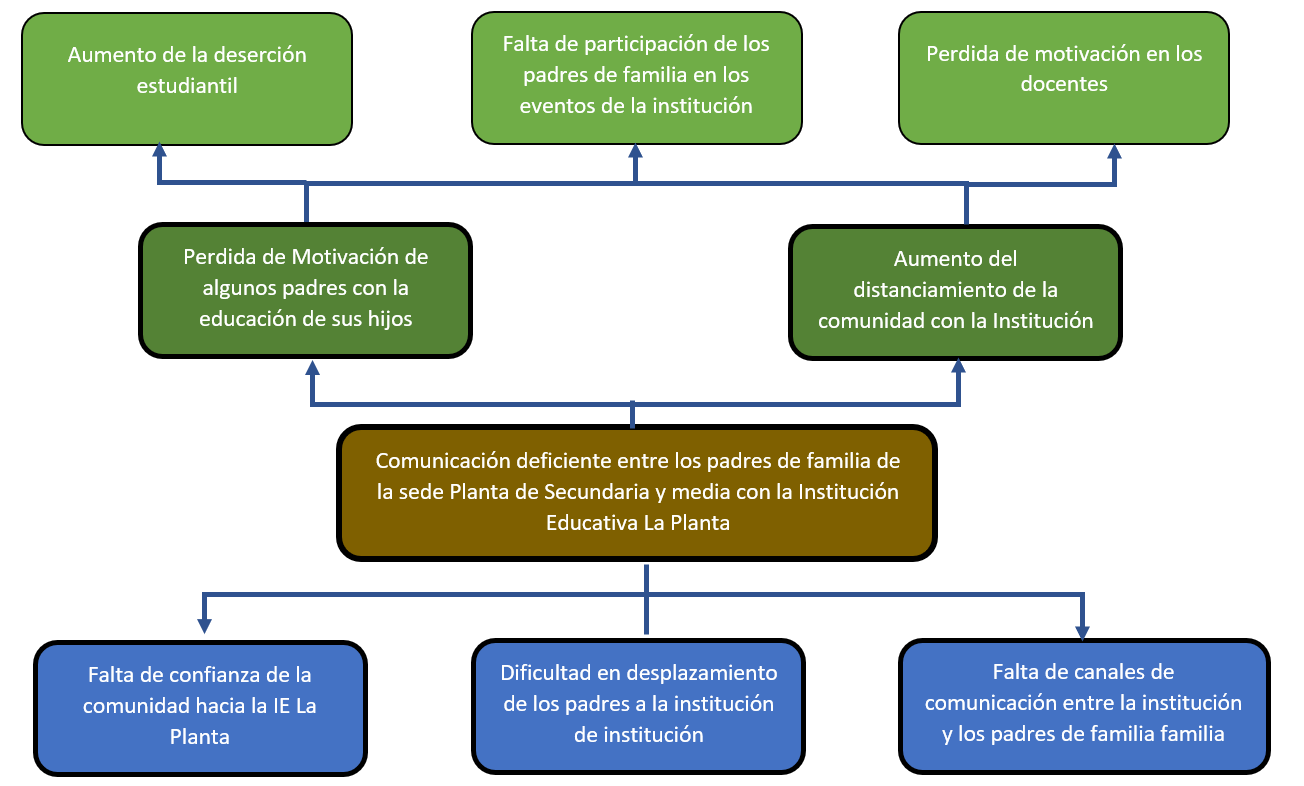 Aumento de la deserción
estudiantil
Falta de participación de los
padres de familia en los
eventos de la institución
Perdida de motivación en los
docentes
Perdida de Motivación de
algunos padres con la
educación de sus hijos
Aumento del
distanciamiento de la
comunidad con la Institución
Comunicación deficiente entre los padres de familia de
la sede Planta de Secundaria y media con la Institución
Educativa La Planta
Falta de confianza de la
comunidad hacia la IE La
Planta
Dificultad en desplazamiento
de los padres a la institución
de institución
Falta de canales de
comunicación entre la institución
y los padres de familia familia